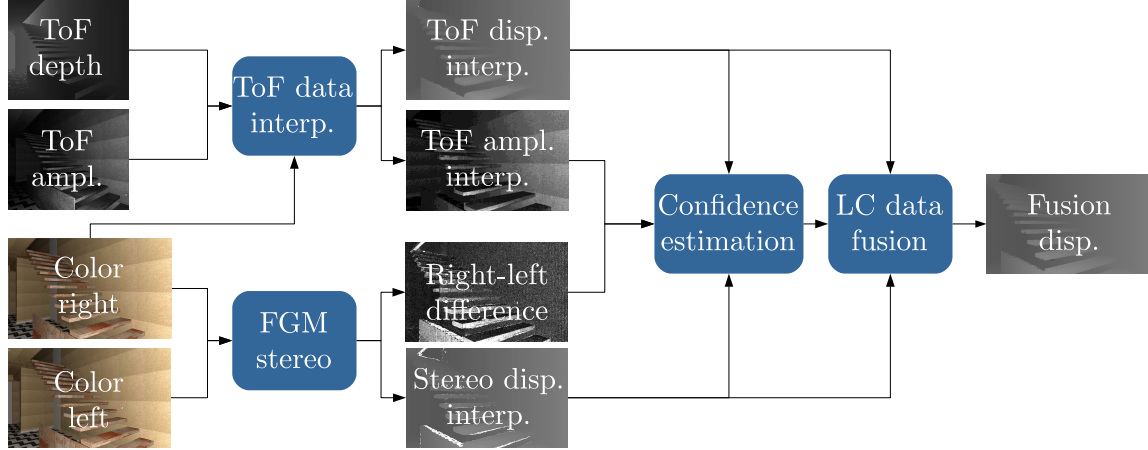 ToF
depth
ToF
ampl.
Color
right
Color
left
ToF data
interp.
FGM
stereo
ToF disp.
interp.
ToF ampl.
interp.
Right-left
difference
Stereo disp.
interp.
Confidence
estimation
LC data
fusion
Fusion
disp.